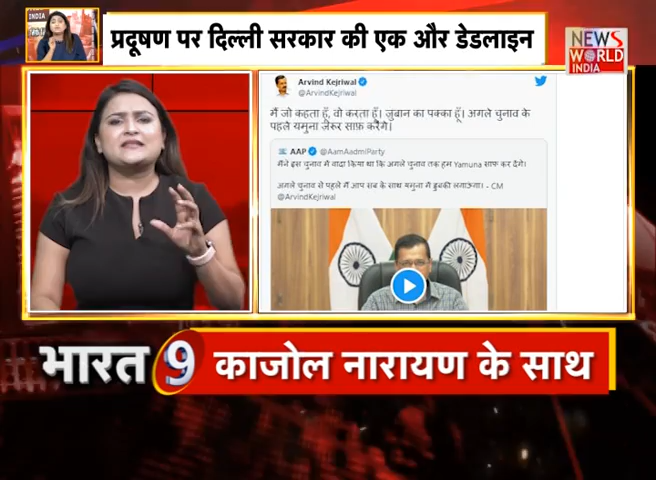 INDIA
प्रदूषण पर दिल्ली सरकार की एक और डेडलाइन
NEWS
WORLD
INDIA
Arvind Kejriwal
@ArvindKejriwal
मैं जो कहता हूँ, वो करता हूँ। ज़ुबान का पक्का हूँ। अगले चुनाव के
पहले यमुना ज़रूर साफ़ करेंगे।
AAP @AamAadmiParty
मैंने इस चुनाव में वादा किया था कि अगले चुनाव तक हम Yamuna साफ कर देंगे।
अगले चुनाव से पहले मैं आप सब के साथ यमुना में डुबकी लगाऊंगा। - CM
@ArvindKejriwal
भारत 9 काजोल नारायण के साथ